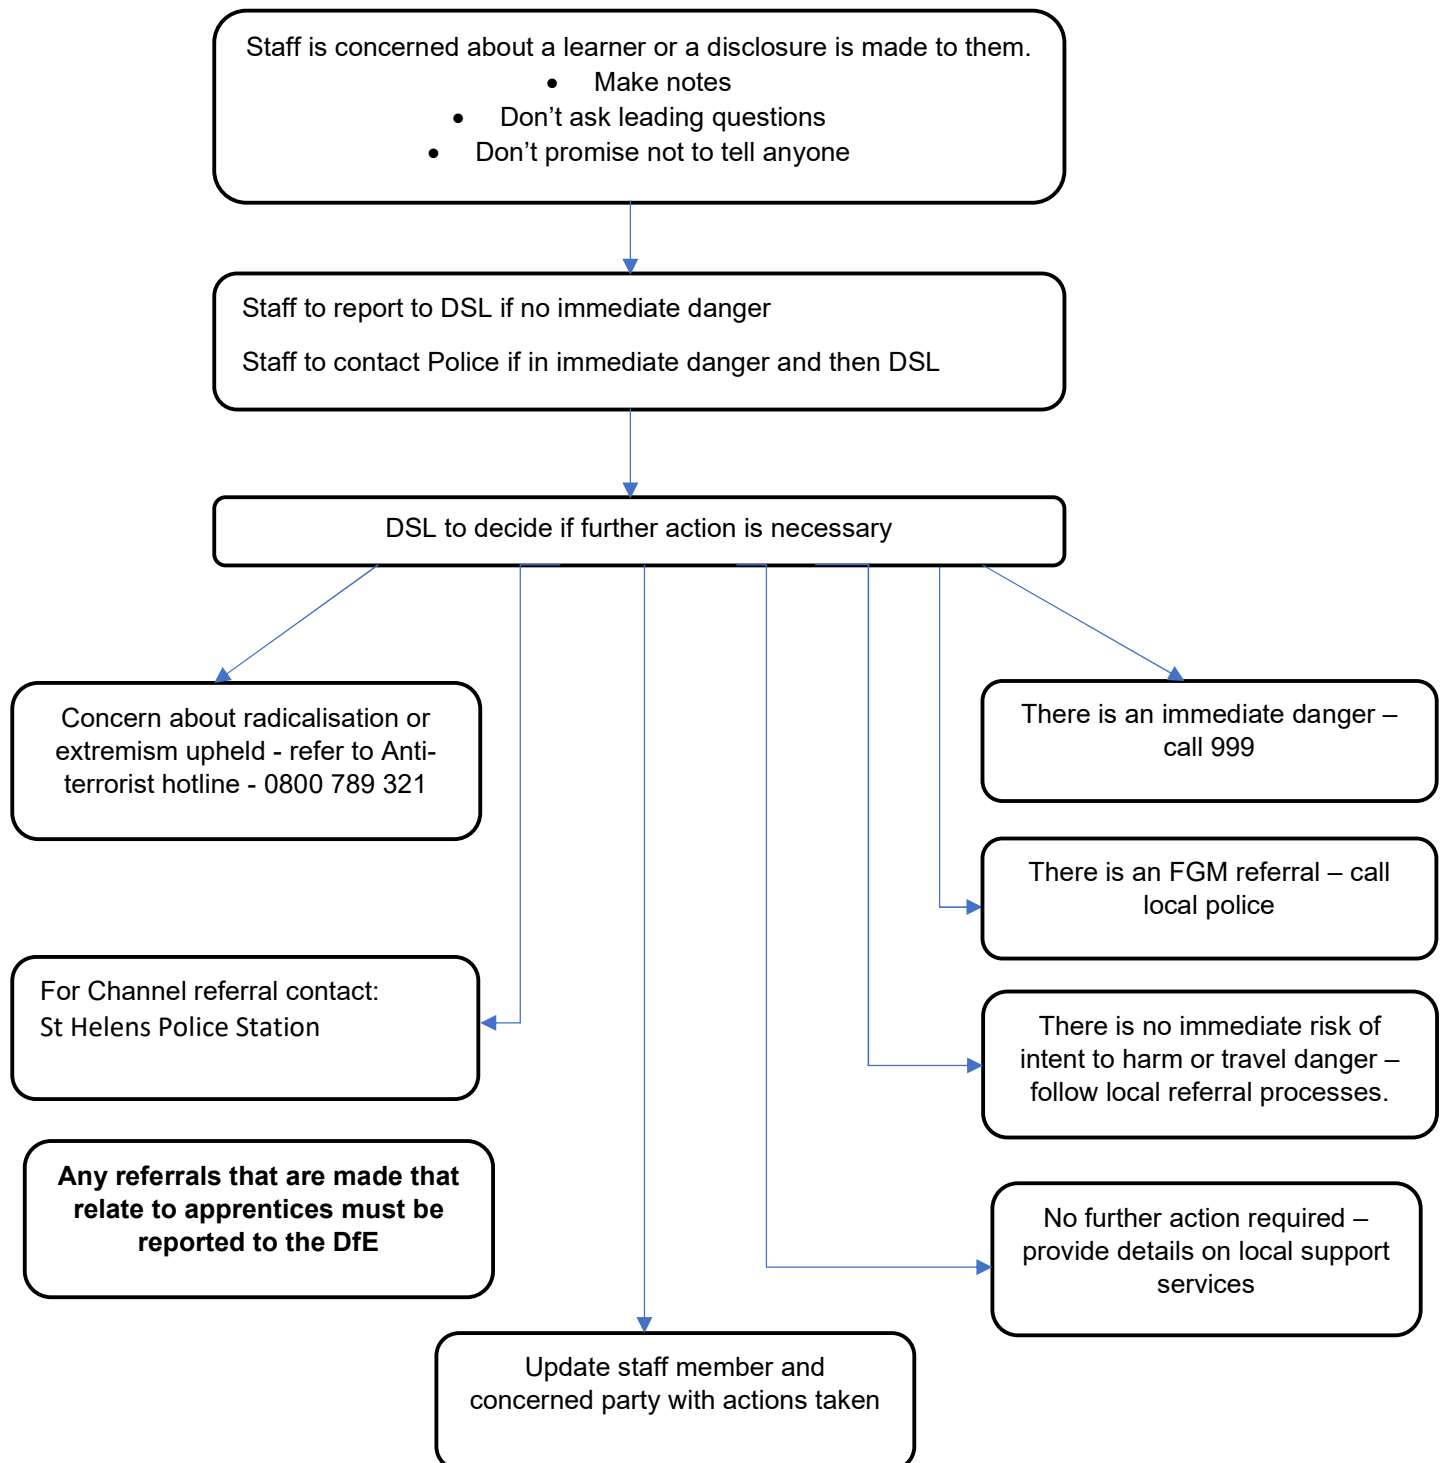 Staff is concerned about a learner or a disclosure is made to them.
• Make notes
• Don’t ask leading questions
• Don’t promise not to tell anyone
Staff to report to DSL if no immediate danger
Staff to contact Police if in immediate danger and then DSL
DSL to decide if further action is necessary
Concern about radicalisation or
extremism upheld - refer to Anti-
terrorist hotline - 0800 789 321
There is an immediate danger –
call 999
There is an FGM referral – call
local police
For Channel referral contact:
St Helens Police Station
There is no immediate risk of
intent to harm or travel danger –
follow local referral processes.
Any referrals that are made that
relate to apprentices must be
reported to the DfE
No further action required –
provide details on local support
services
Update staff member and
concerned party with actions taken